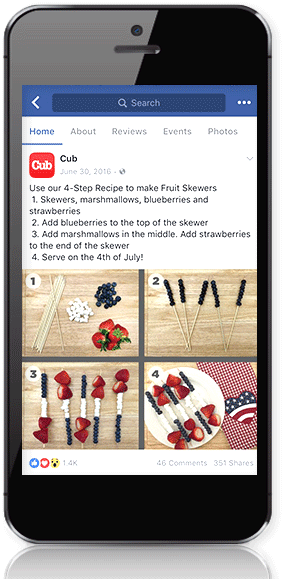 Search
Home About Reviews Events Photos
Cub
Cub
June 30, 2016 -
Use our 4-Step Recipe to make Fruit Skewers
1. Skewers, marshmallows, blueberries and
strawberries
2. Add blueberries to the top of the skewer
3. Add marshmallows in the middle. Add strawberries
to the end of the skewer
4. Serve on the 4th of July!
1 2
3 4
1.4K 46 Comments 351 Shares